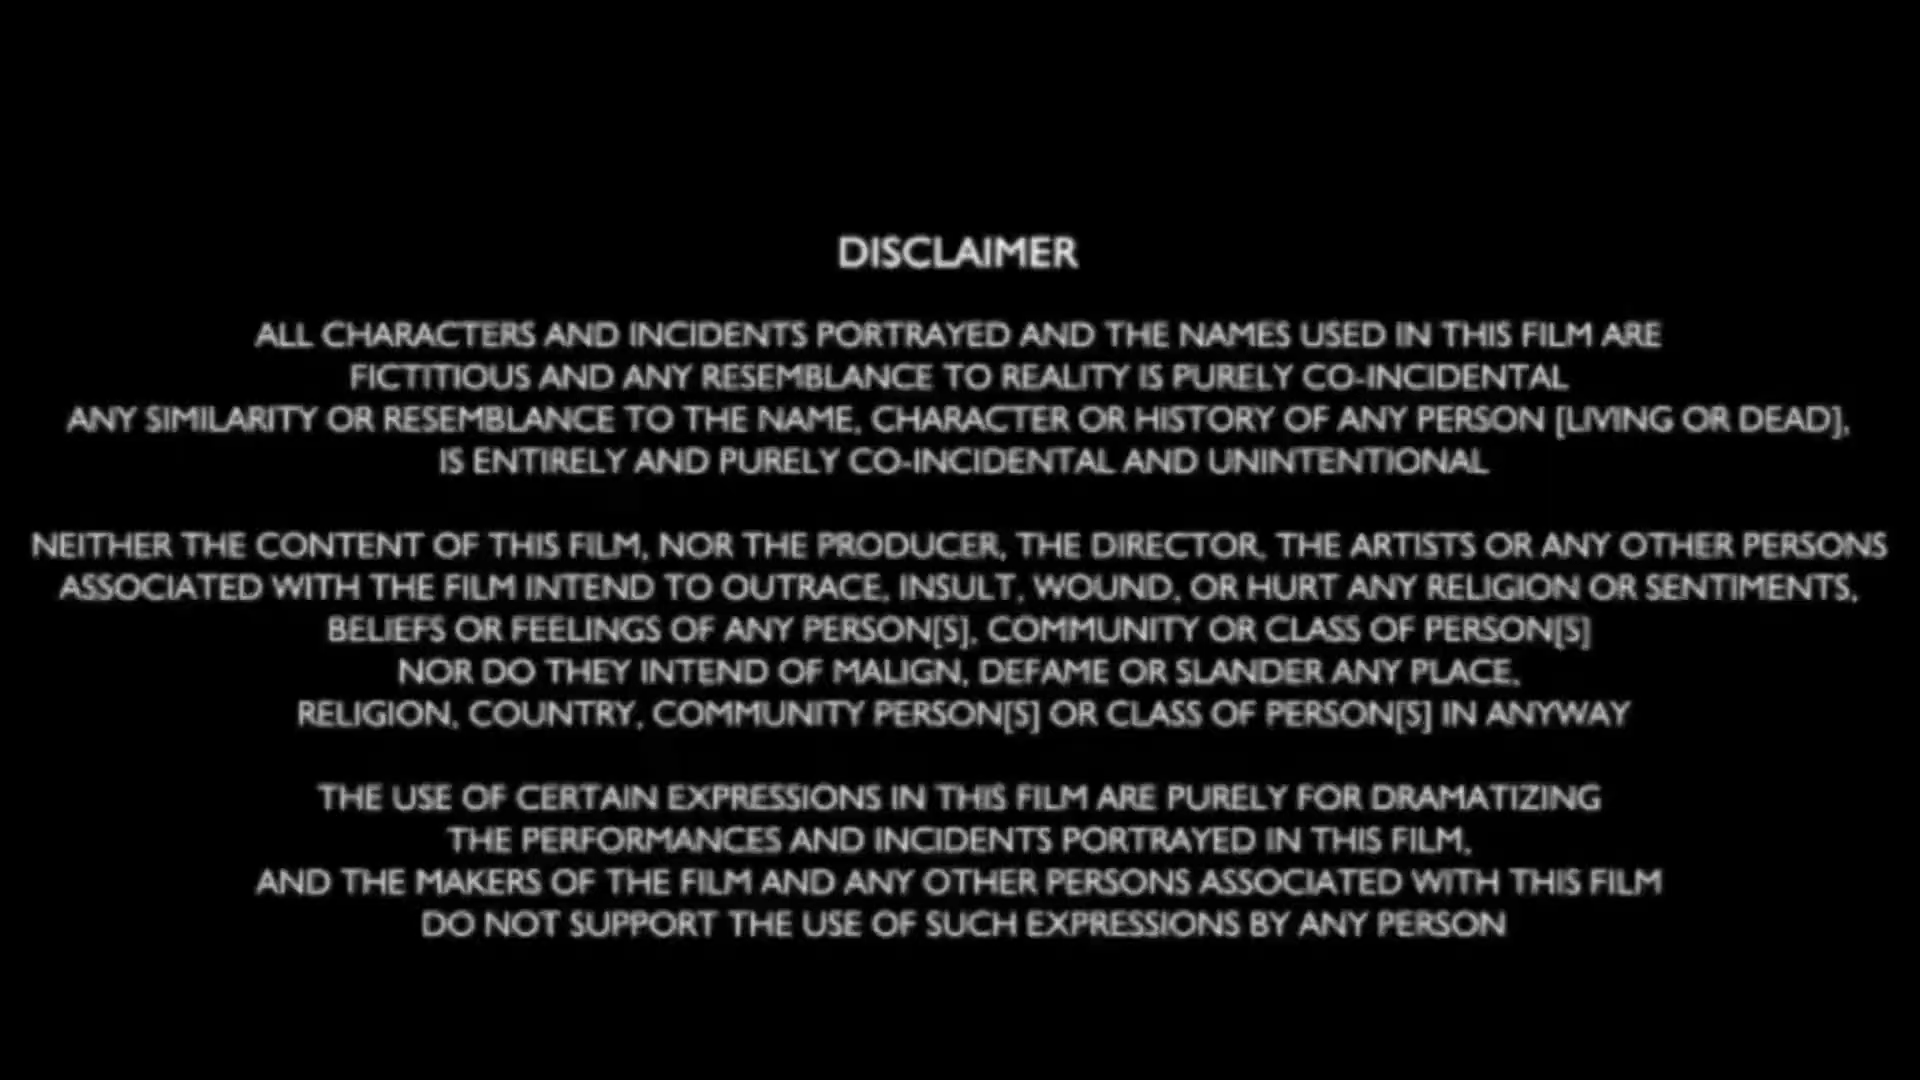 DISCLAIMER
ALL CHARACTERS AND INCIDENTS PORTRAYED AND THE NAMES USED IN THIS FILM ARE
FICTITIOUS AND ANY RESEMBLANCE TO REALITY IS PURELY CO-INCIDENTAL
ANY SIMILARITY OR RESEMBLANCE TO THE NAME, CHARACTER OR HISTORY OF ANY PERSON [LIVING OR DEAD],
IS ENTIRELY AND PURELY CO-INCIDENTAL AND UNINTENTIONAL
NEITHER THE CONTENT OF THIS FILM, NOR THE PRODUCER, THE DIRECTOR, THE ARTISTS OR ANY OTHER PERSONS
ASSOCIATED WITH THE FILM INTEND TO OUTRACE, INSULT, WOUND, OR HURT ANY RELIGION OR SENTIMENTS,
BELIEFS OR FEELINGS OF ANY PERSON[S], COMMUNITY OR CLASS OF PERSON[S]
NOR DO THEY INTEND OF MALIGN, DEFAME OR SLANDER ANY PLACE,
RELIGION, COUNTRY, COMMUNITY PERSON[S] OR CLASS OF PERSON[S] IN ANYWAY
THE USE OF CERTAIN EXPRESSIONS IN THIS FILM ARE PURELY FOR DRAMATIZING
THE PERFORMANCES AND INCIDENTS PORTRAYED IN THIS FILM,
AND THE MAKERS OF THE FILM AND ANY OTHER PERSONS ASSOCIATED WITH THIS FILM
DO NOT SUPPORT THE USE OF SUCH EXPRESSIONS BY ANY PERSON